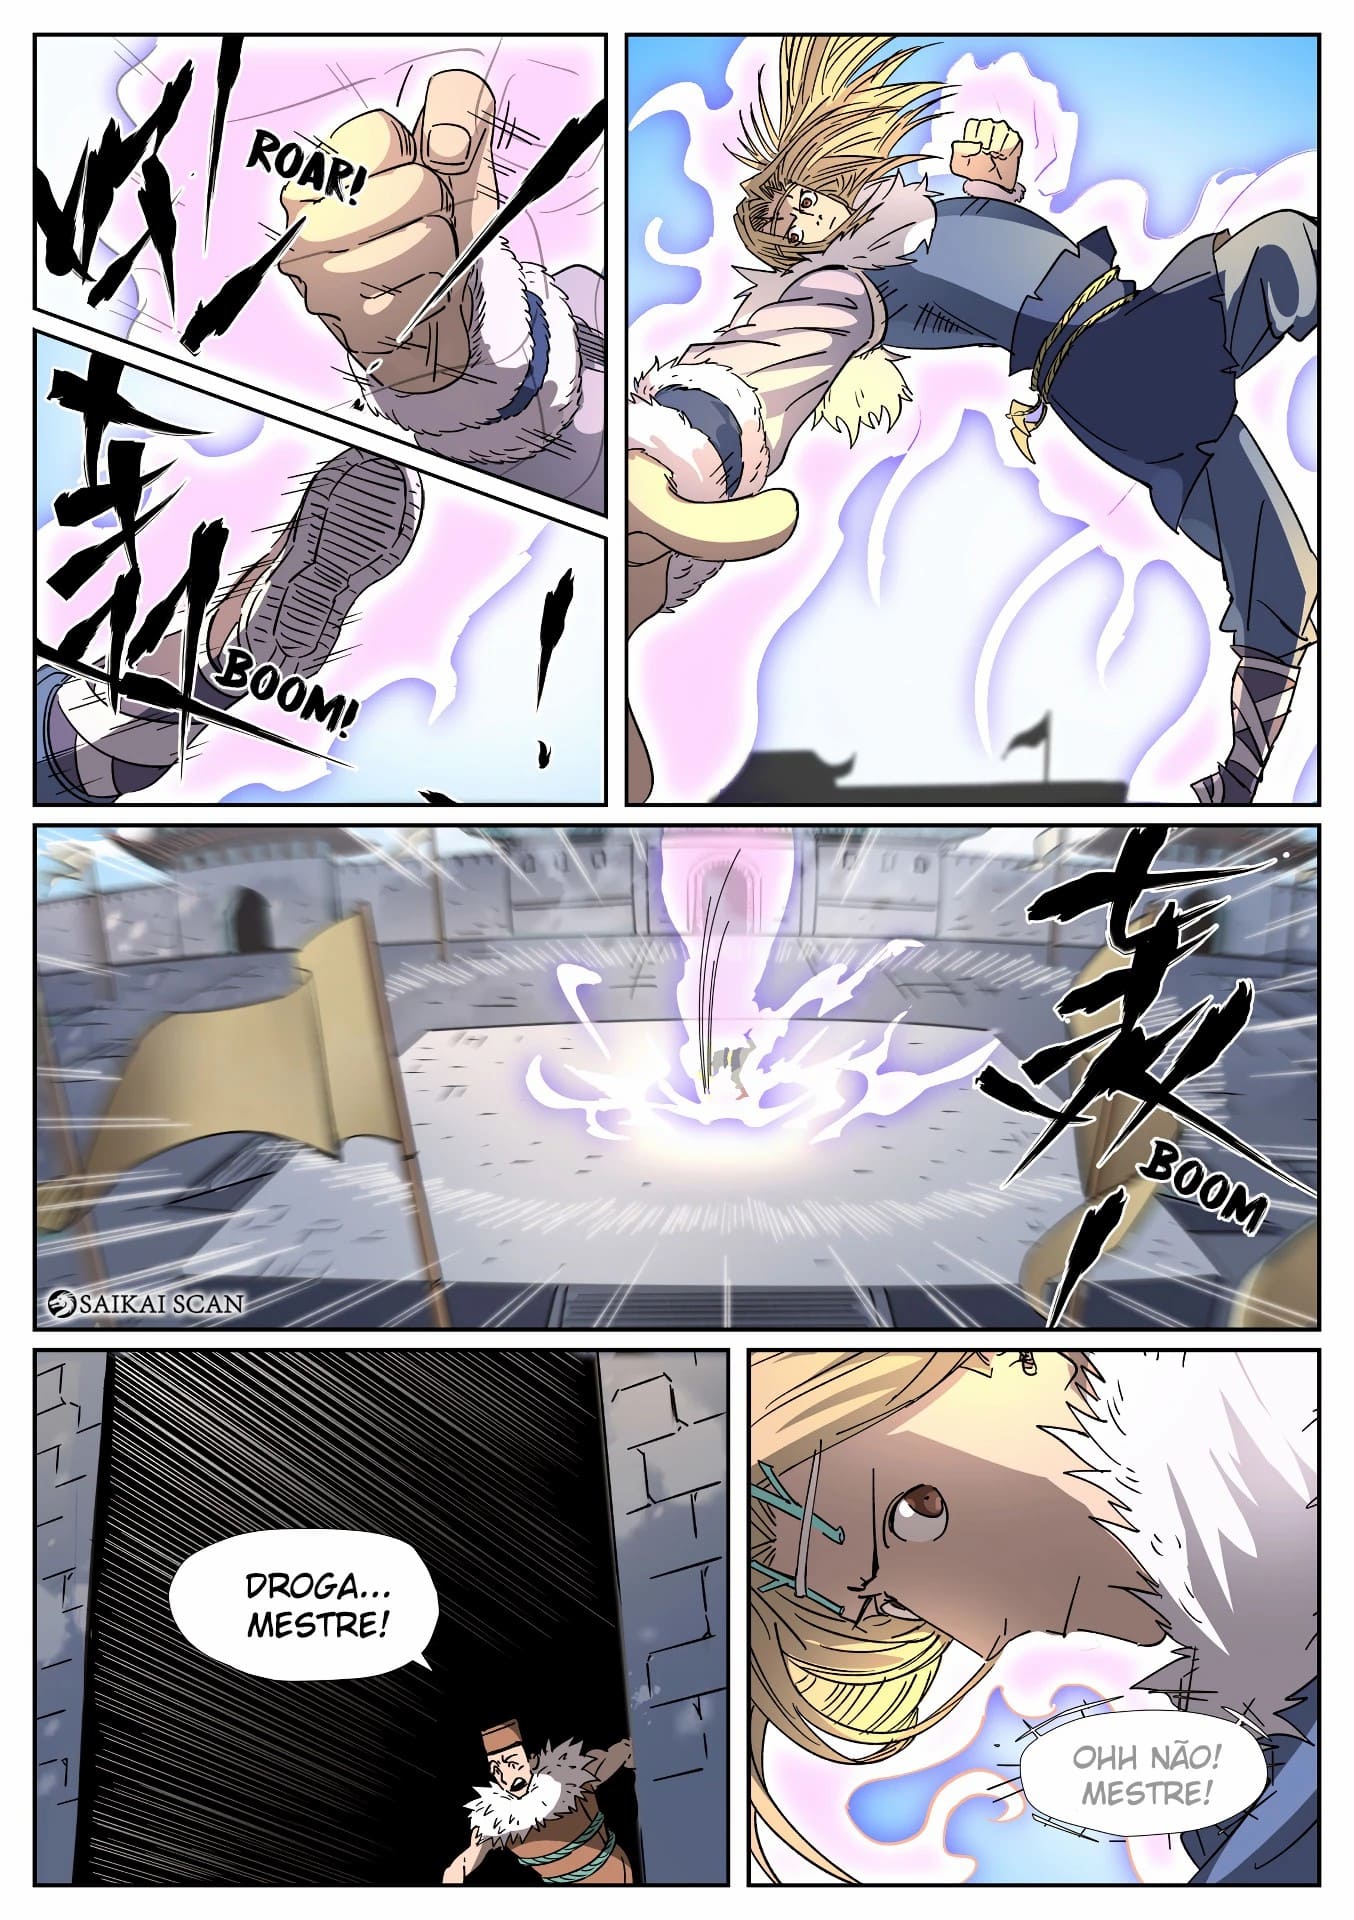 ROAR!
BOOM!
BOOM
SAIKAI SCAN
DROGA...
MESTRE!
OHH NÃO!
MESTRE!